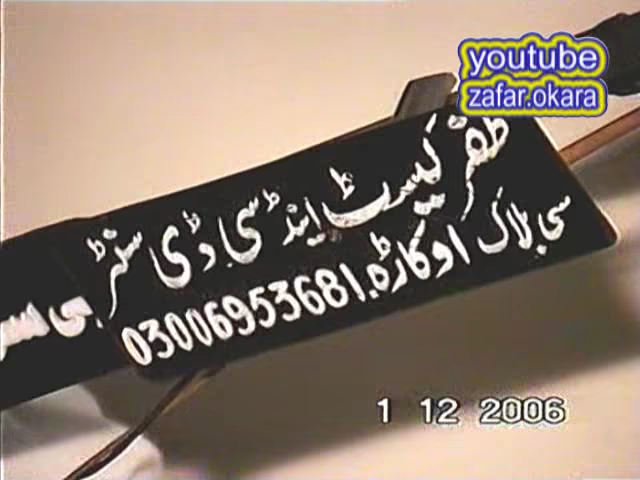 youtube
zafar.okara
ظفر کیسٹ اینڈ سی ڈی سنٹر
سی بلاک اوکاڑہ.03006953681
1 12 2006